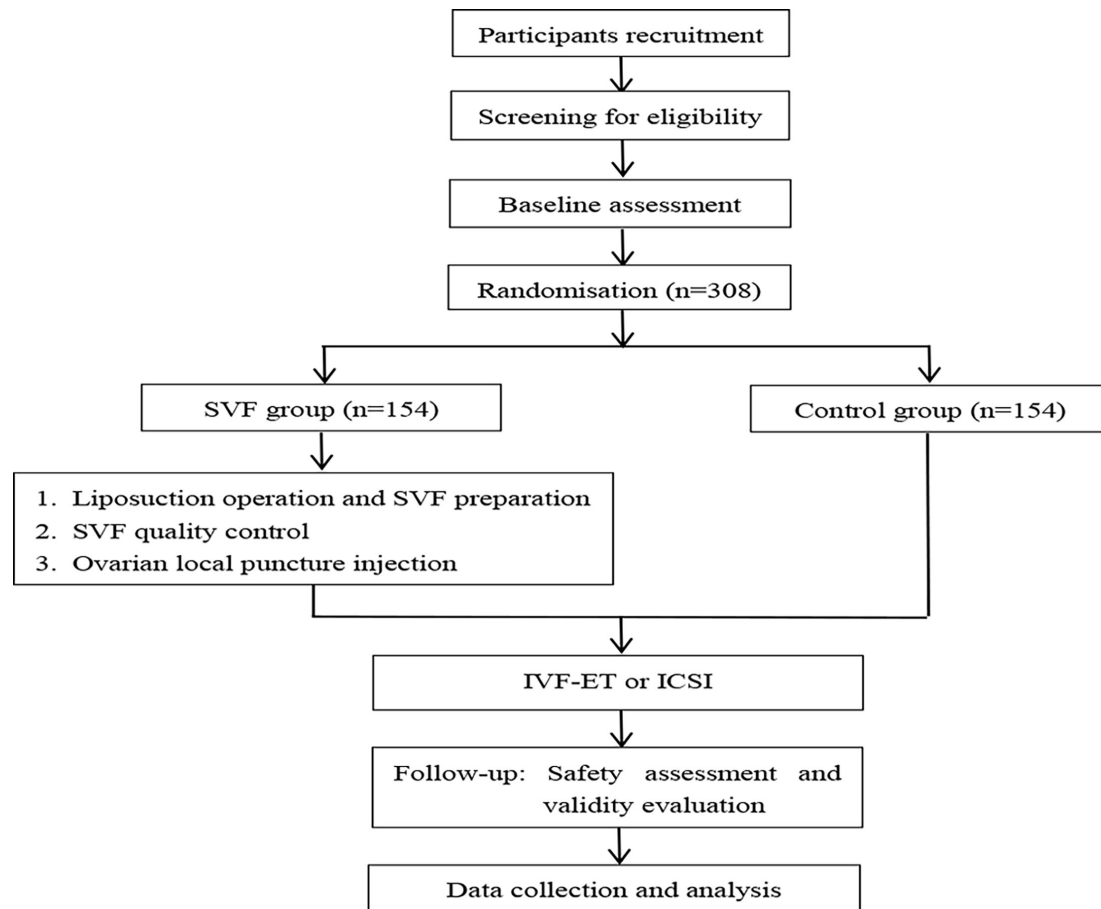 Participants recruitment
Screening for eligibility
Baseline assessment
Randomisation (n=308)
SVF group (n=154)
Control group (n=154)
1. Liposuction operation and SVF preparation
2. SVF quality control
3. Ovarian local puncture injection
IVF-ET or ICSI
Follow-up: Safety assessment and
validity evaluation
Data collection and analysis